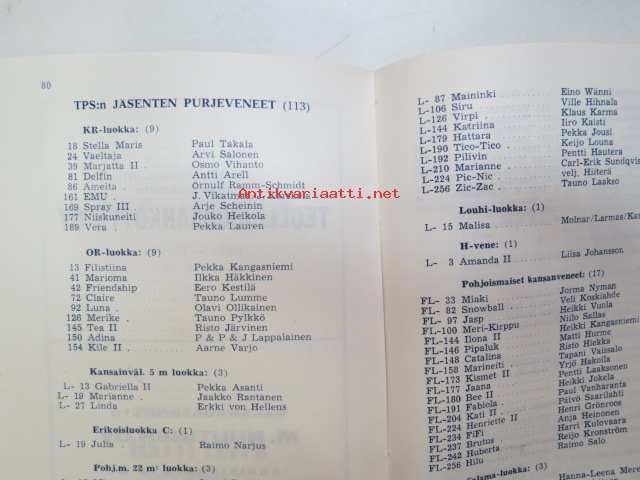 80
TPS:n JÄSENTEN PURJEVENEET (113)
KR-luokka: (9)
18 Stella Maris Paul Takala
24 Vaeltaja Arvi Salonen
39 Marjatta II Osmo Vihanto
81 Delfin Antti Arell
86 Ameita Örnulf Ramm-Schmidt
161 EMU J.
169 Spray III Arje Scheinin
177 Niiskuneiti Jouko Heikola
189 Vera Pekka Lauren
OR-luokka: (9)
13 Filistiina Pekka Kangasniemi
41 Marioma Ilkka Häkkinen
42 Friendship Eero Kestilä
72 Claire Tauno Lumme
92 Luna Olavi Ollikainen
126 Merike Tauno Pylkkö
145 Tea II Risto Järvinen
150 Adina P & P & J Lappalainen
154 Kile II Aarne Varjo
Kansainväl. 5 m luokka: (3)
L- 13 Gabriella II Pekka Asanti
L- 19 Marianne Jaakko Rantanen
L- 27 Linda Erkki von Hellens
Erikoisluokka C: (1)
L- 19 Julia Raimo Narjus
Pohj.m. 22 m² luokka: (3)
L- 87 Maininki Eino Wänni
L-106 Siru Ville Hihnala
L-126 Virpi Klaus Karma
L-144 Katriina Iiro Kaisti
L-179 Hattara Pekka Jousi
L-190 Tico-Tico Keijo Louna
L-192 Pilivin Pentti Hautera
L-210 Marianne Carl-Erik Sundqvist
L-224 Pic-Nic velj. Hiiterä
L-256 Zic-Zac Tauno Laakso
Louhi-luokka: (1)
L- 15 Malisa Molnar/Larmas/
H-vene: (1)
L- 3 Amanda II Liisa Johansson
Pohjoismaiset kansanveneet: (17)
FL- 33 Miaki Jorma Nyman
FL- 82 Snowball Veli Koskiahde
FL- 97 Jasp Heikki Vuola
FL-100 Meri-Kirppu Niilo Sallas
FL-144 Ilona II Heikki Kangasniemi
FL-146 Pipaluk Matti Hurme
FL-148 Catalina Risto Hiekka
FL-158 Marineiti Tapani Vaissalo
FL-173 Kismet II Yrjö Hakoila
FL-177 Jaana Pentti Laaksonen
FL-180 Bee II Heikki Jokela
FL-191 Fabiola Paul Vanharanta
FL-204 Kati II Päivö Saarilahti
FL-224 Henriette II Henri Grönroos
FL-234 FiFi Anja Heinonen
FL-237 Brutus Harri Kulovaara
FL-242 Huberta Reijo Kronström
FL-256 Hilu Raimo Salo
(3)
Antikvariaatti.net